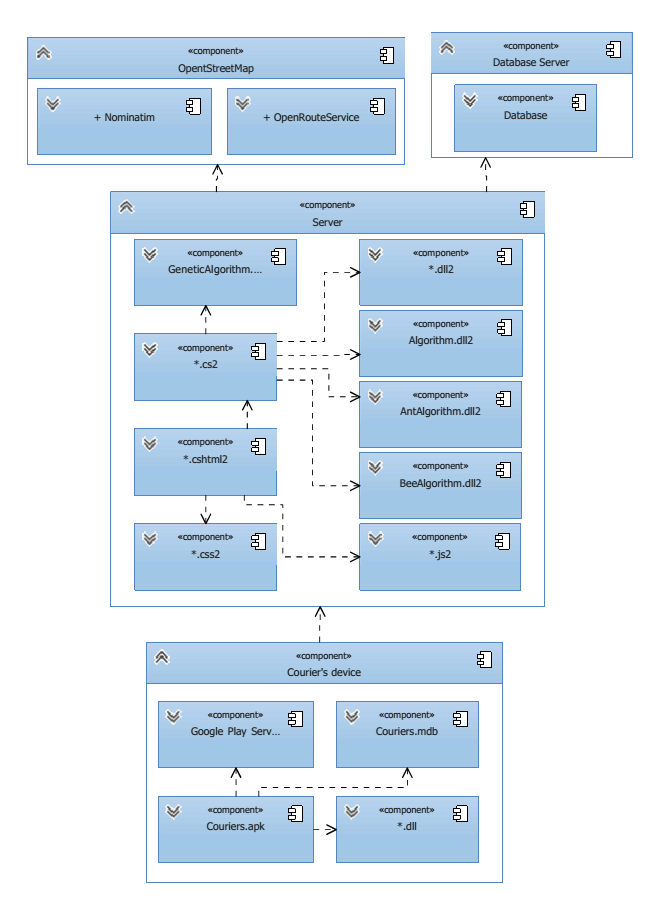 «component»
OpentStreetMap
+ Nominatim
+ OpenRouteService
«component»
Database Server
«component»
Database
«component»
Server
«component»
GeneticAlgorithm....
«component»
*.dll2
«component»
*.cs2
«component»
Algorithm.dll2
«component»
AntAlgorithm.dll2
«component»
*.cshtml2
«component»
BeeAlgorithm.dll2
«component»
*.css2
«component»
*.js2
«component»
Courier's device
«component»
Google Play Serv...
«component»
Couriers.mdb
«component»
Couriers.apk
«component»
*.dll